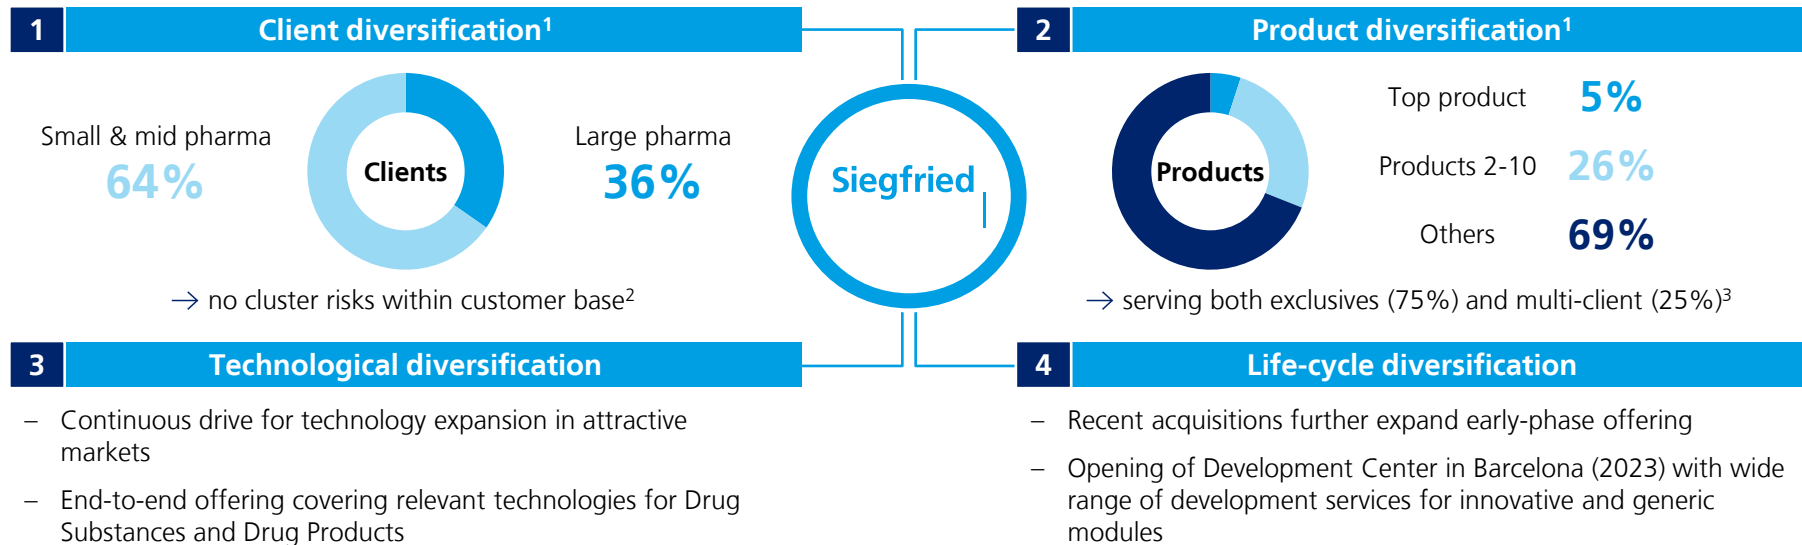 1 Client diversification¹
Small & mid pharma
64%
Clients
Large pharma
36%
→ no cluster risks within customer base²
Siegfried
2 Product diversification¹
Products
Top product 5%
Products 2-10 26%
Others 69%
→ serving both exclusives (75%) and multi-client (25%)³
3 Technological diversification
– Continuous drive for technology expansion in attractive
markets
– End-to-end offering covering relevant technologies for Drug
Substances and Drug Products
4 Life-cycle diversification
– Recent acquisitions further expand early-phase offering
– Opening of Development Center in Barcelona (2023) with wide
range of development services for innovative and generic
modules